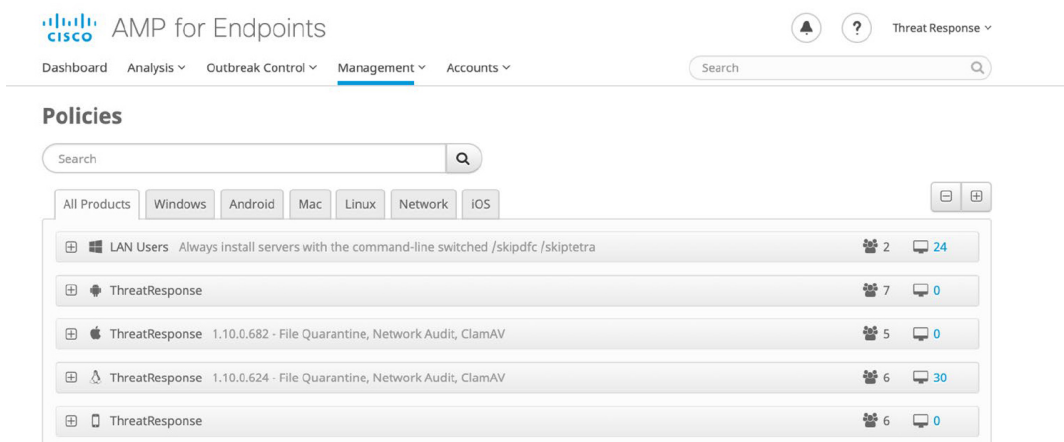 cisco AMP for Endpoints ? Threat Response
Dashboard Analysis Outbreak Control Management Accounts Search
Policies
Search
All Products Windows Android Mac Linux Network iOS
LAN Users Always install servers with the command-line switched /skipdfc /skiptetra 2 24
ThreatResponse 7 0
ThreatResponse 1.10.0.682 - File Quarantine, Network Audit, ClamAV 5 0
ThreatResponse 1.10.0.624 - File Quarantine, Network Audit, ClamAV 6 30
ThreatResponse 6 0